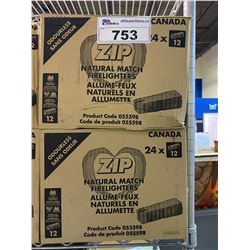 ableauctions.ca
753
CANADA
ODOURLESS
SANS ODEUR
ZIP
24 x
12
NATURAL MATCH
FIRELIGHTERS
ALLUME-FEUX
NATURELS EN
ALLUMETTE
Product Code 055598
Code de produit 055598
CANADA
ODOURLESS
SANS ODEUR
ZIP
24 x
12
NATURAL MATCH
FIRELIGHTERS
ALLUME-FEUX
NATURELS EN
ALLUMETTE
Product Code 055598
Code de produit 055598